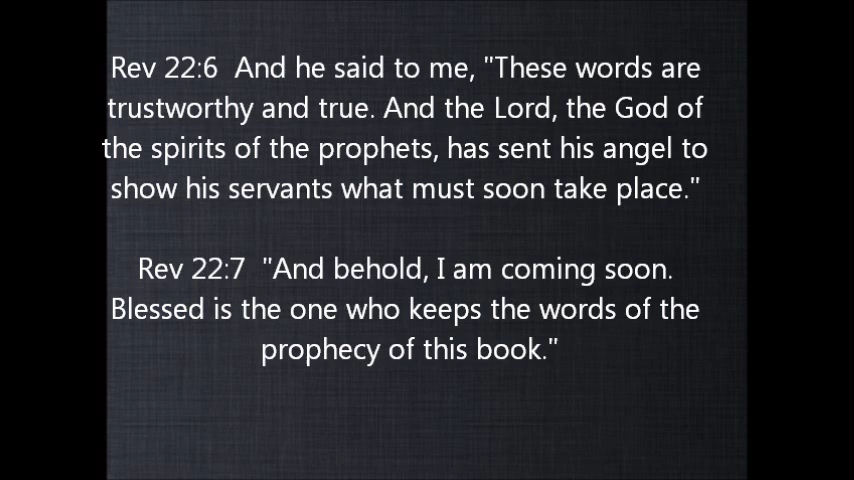 Rev 22:6  And he said to me, "These words are
trustworthy and true. And the Lord, the God of
the spirits of the prophets, has sent his angel to
show his servants what must soon take place."
Rev 22:7  "And behold, I am coming soon.
Blessed is the one who keeps the words of the
prophecy of this book."